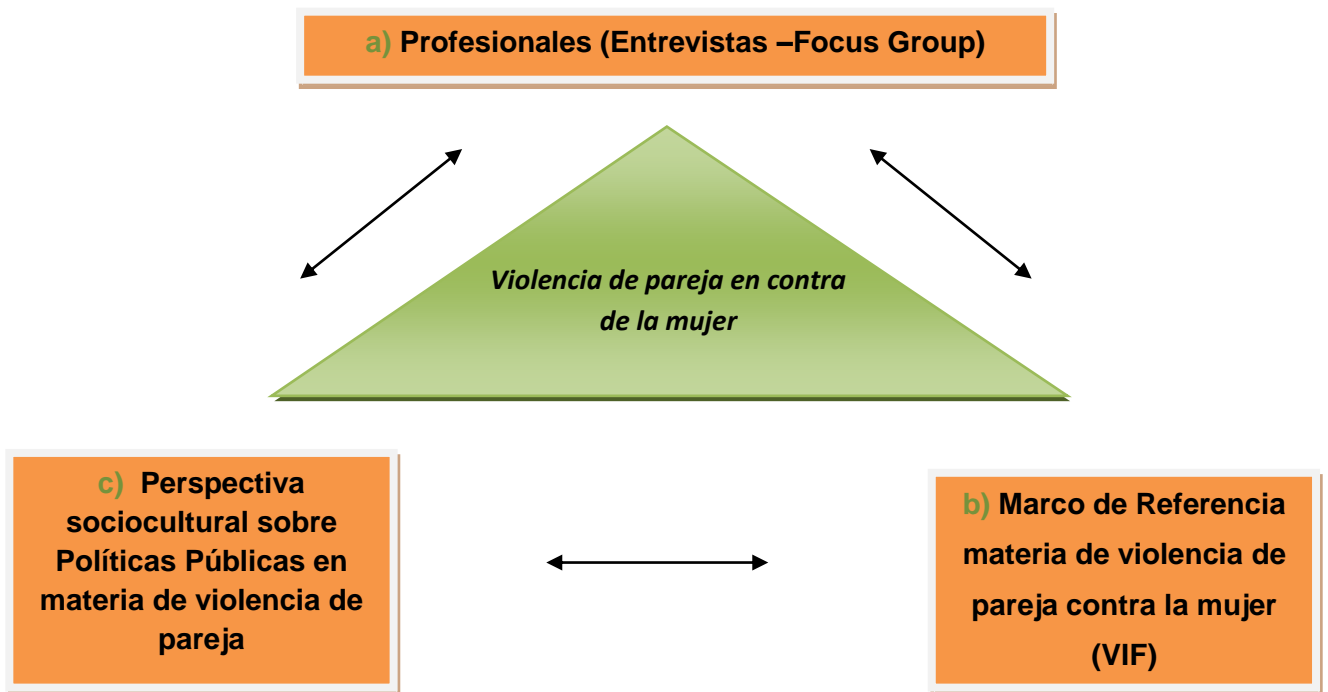 a) Profesionales (Entrevistas –Focus Group)
Violencia de pareja en contra
de la mujer
c) Perspectiva
sociocultural sobre
Políticas Públicas en
materia de violencia de
pareja
b) Marco de Referencia
materia de violencia de
pareja contra la mujer
(VIF)